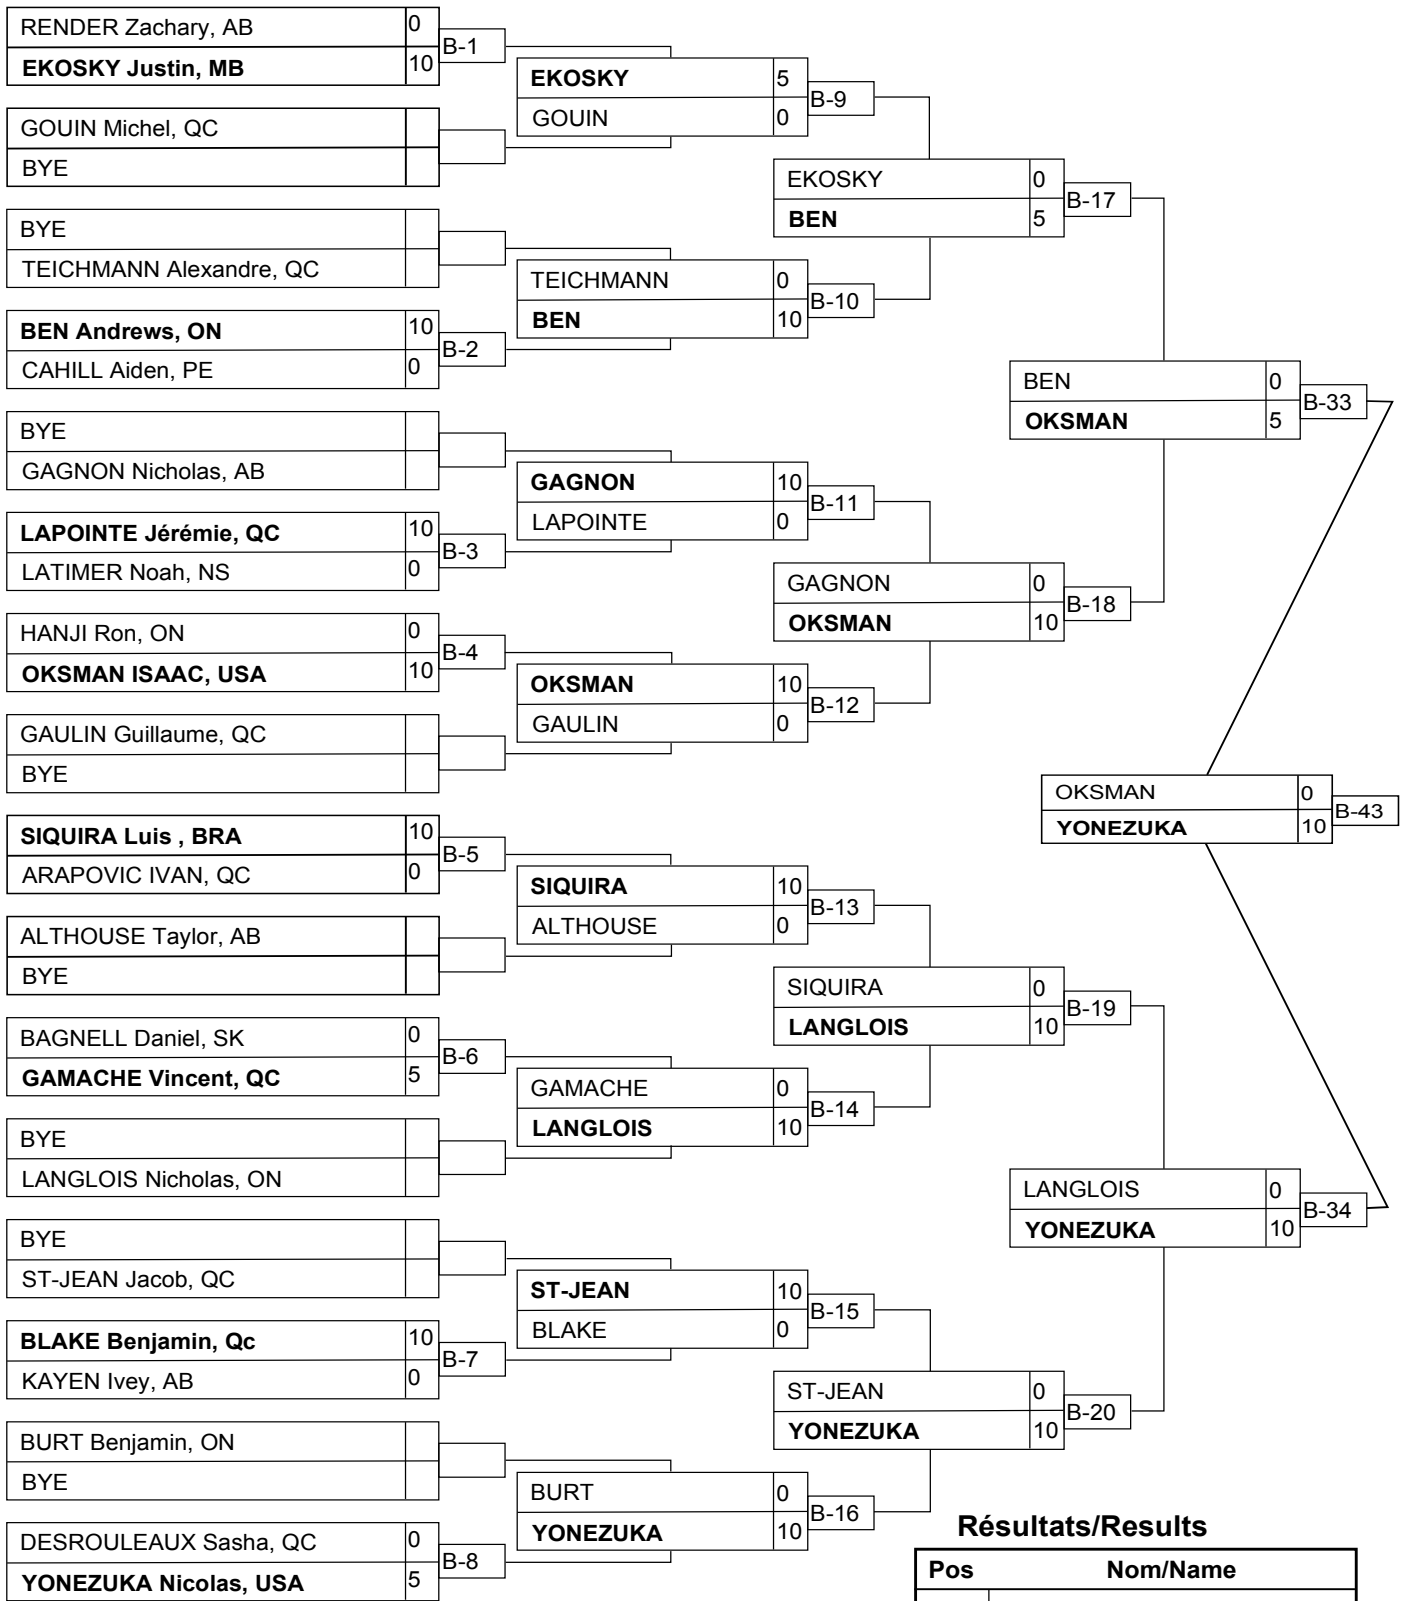 RENDER Zachary, AB 0
EKOSKY Justin, MB 10
B-1
GOUIN Michel, QC
BYE
BYE
TEICHMANN Alexandre, QC
BEN Andrews, ON 10
CAHILL Aiden, PE 0
B-2
BYE
GAGNON Nicholas, AB
LAPOINTE Jérémie, QC 10
LATIMER Noah, NS 0
B-3
HANJI Ron, ON 0
OKSMAN ISAAC, USA 10
B-4
GAULIN Guillaume, QC
BYE
SIQUIRA Luis , BRA 10
ARAPOVIC IVAN, QC 0
B-5
ALTHOUSE Taylor, AB
BYE
BAGNELL Daniel, SK 0
GAMACHE Vincent, QC 5
B-6
BYE
LANGLOIS Nicholas, ON
BYE
ST-JEAN Jacob, QC
BLAKE Benjamin, Qc 10
KAYEN Ivey, AB 0
B-7
BURT Benjamin, ON
BYE
DESROULEAUX Sasha, QC 0
YONEZUKA Nicolas, USA 5
B-8
EKOSKY 5
GOUIN 0
B-9
TEICHMANN 0
BEN 10
B-10
GAGNON 10
LAPOINTE 0
B-11
OKSMAN 10
GAULIN 0
B-12
SIQUIRA 10
ALTHOUSE 0
B-13
GAMACHE 0
LANGLOIS 10
B-14
ST-JEAN 10
BLAKE 0
B-15
BURT 0
YONEZUKA 10
B-16
EKOSKY 0
BEN 5
B-17
GAGNON 0
OKSMAN 10
B-18
SIQUIRA 0
LANGLOIS 10
B-19
ST-JEAN 0
YONEZUKA 10
B-20
BEN 0
OKSMAN 5
B-33
LANGLOIS 0
YONEZUKA 10
B-34
OKSMAN 0
YONEZUKA 10
B-43
Résultats/Results
Pos Nom/Name